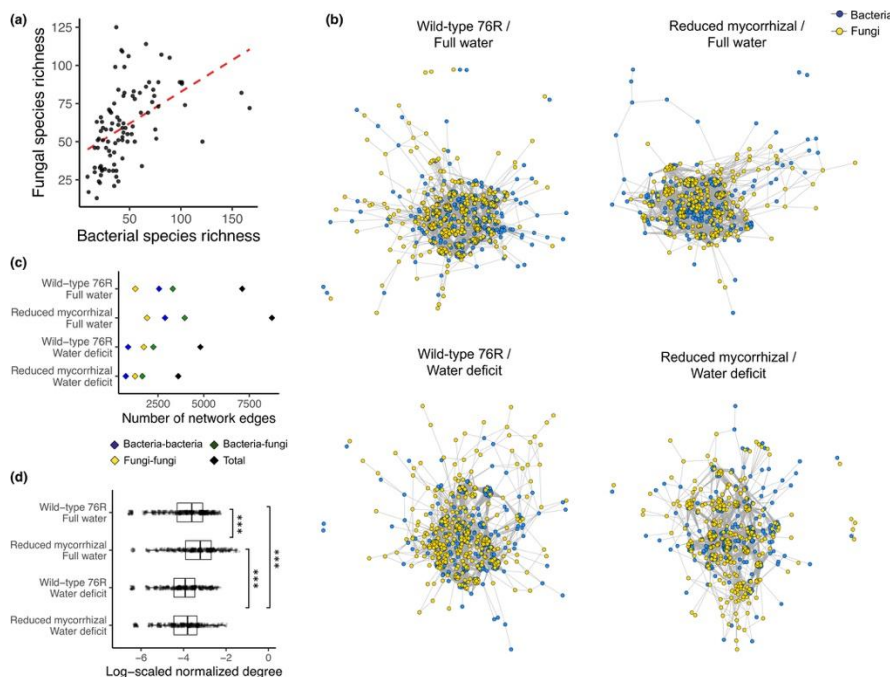 (a)
125
100
75
50
25
Fungal species richness
50
100
150
Bacterial species richness
(b)
Wild-type 76R /
Full water
Reduced mycorrhizal /
Full water
Bacteria
Fungi
Wild-type 76R /
Water deficit
Reduced mycorrhizal /
Water deficit
(c)
Wild-type 76R
Full water
Reduced mycorrhizal
Full water
Wild-type 76R
Water deficit
Reduced mycorrhizal
Water deficit
2500
5000
7500
Number of network edges
Bacteria-bacteria
Bacteria-fungi
Fungi-fungi
Total
(d)
Wild-type 76R
Full water
Reduced mycorrhizal
Full water
Wild-type 76R
Water deficit
Reduced mycorrhizal
Water deficit
***
***
***
−6
−4
−2
0
Log-scaled normalized degree